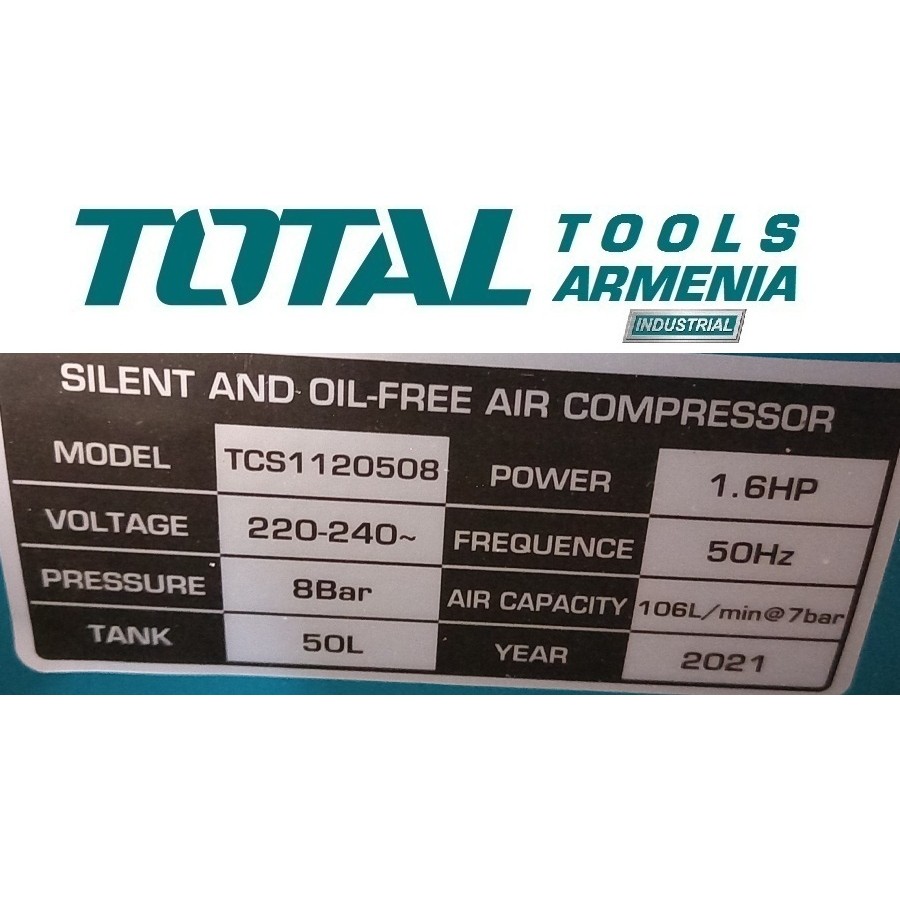 TOTAL TOOLS
ARMENIA
INDUSTRIAL
SILENT AND OIL-FREE AIR COMPRESSOR
MODEL TCS1120508 POWER 1.6HP
VOLTAGE 220-240~ FREQUENCE 50Hz
PRESSURE 8Bar AIR CAPACITY 106L/min@7bar
TANK 50L YEAR 2021